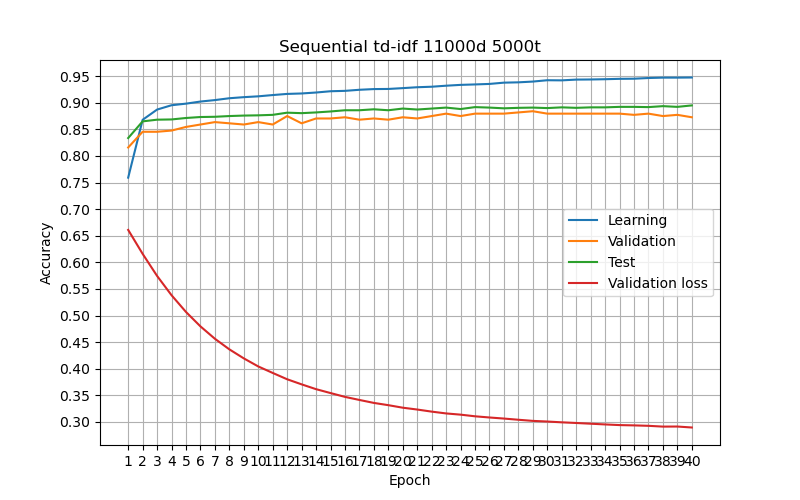 Sequential td-idf 11000d 5000t
0.95
0.90
0.85
0.80
0.75
0.70
0.65
0.60
0.55
0.50
0.45
0.40
0.35
0.30
Accuracy
Learning
Validation
Test
Validation loss
1 2 3 4 5 6 7 8 9 10 11 12 13 14 15 16 17 18 19 20 21 22 23 24 25 26 27 28 29 30 31 32 33 34 35 36 37 38 39 40
Epoch